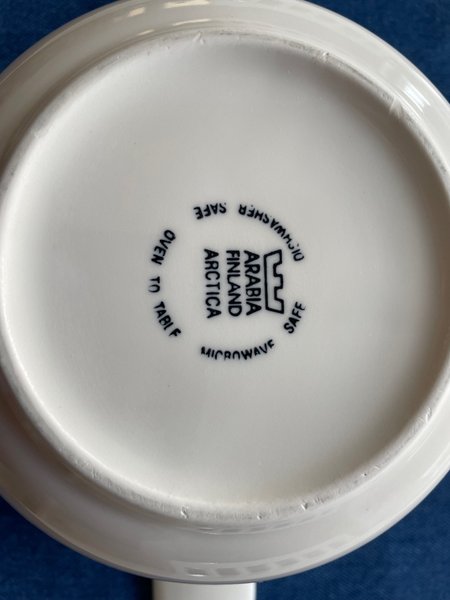 ARABIA
FINLAND
ARCTICA
OVEN TO TABLE
MICROWAVE SAFE
DISHWASHER SAFE